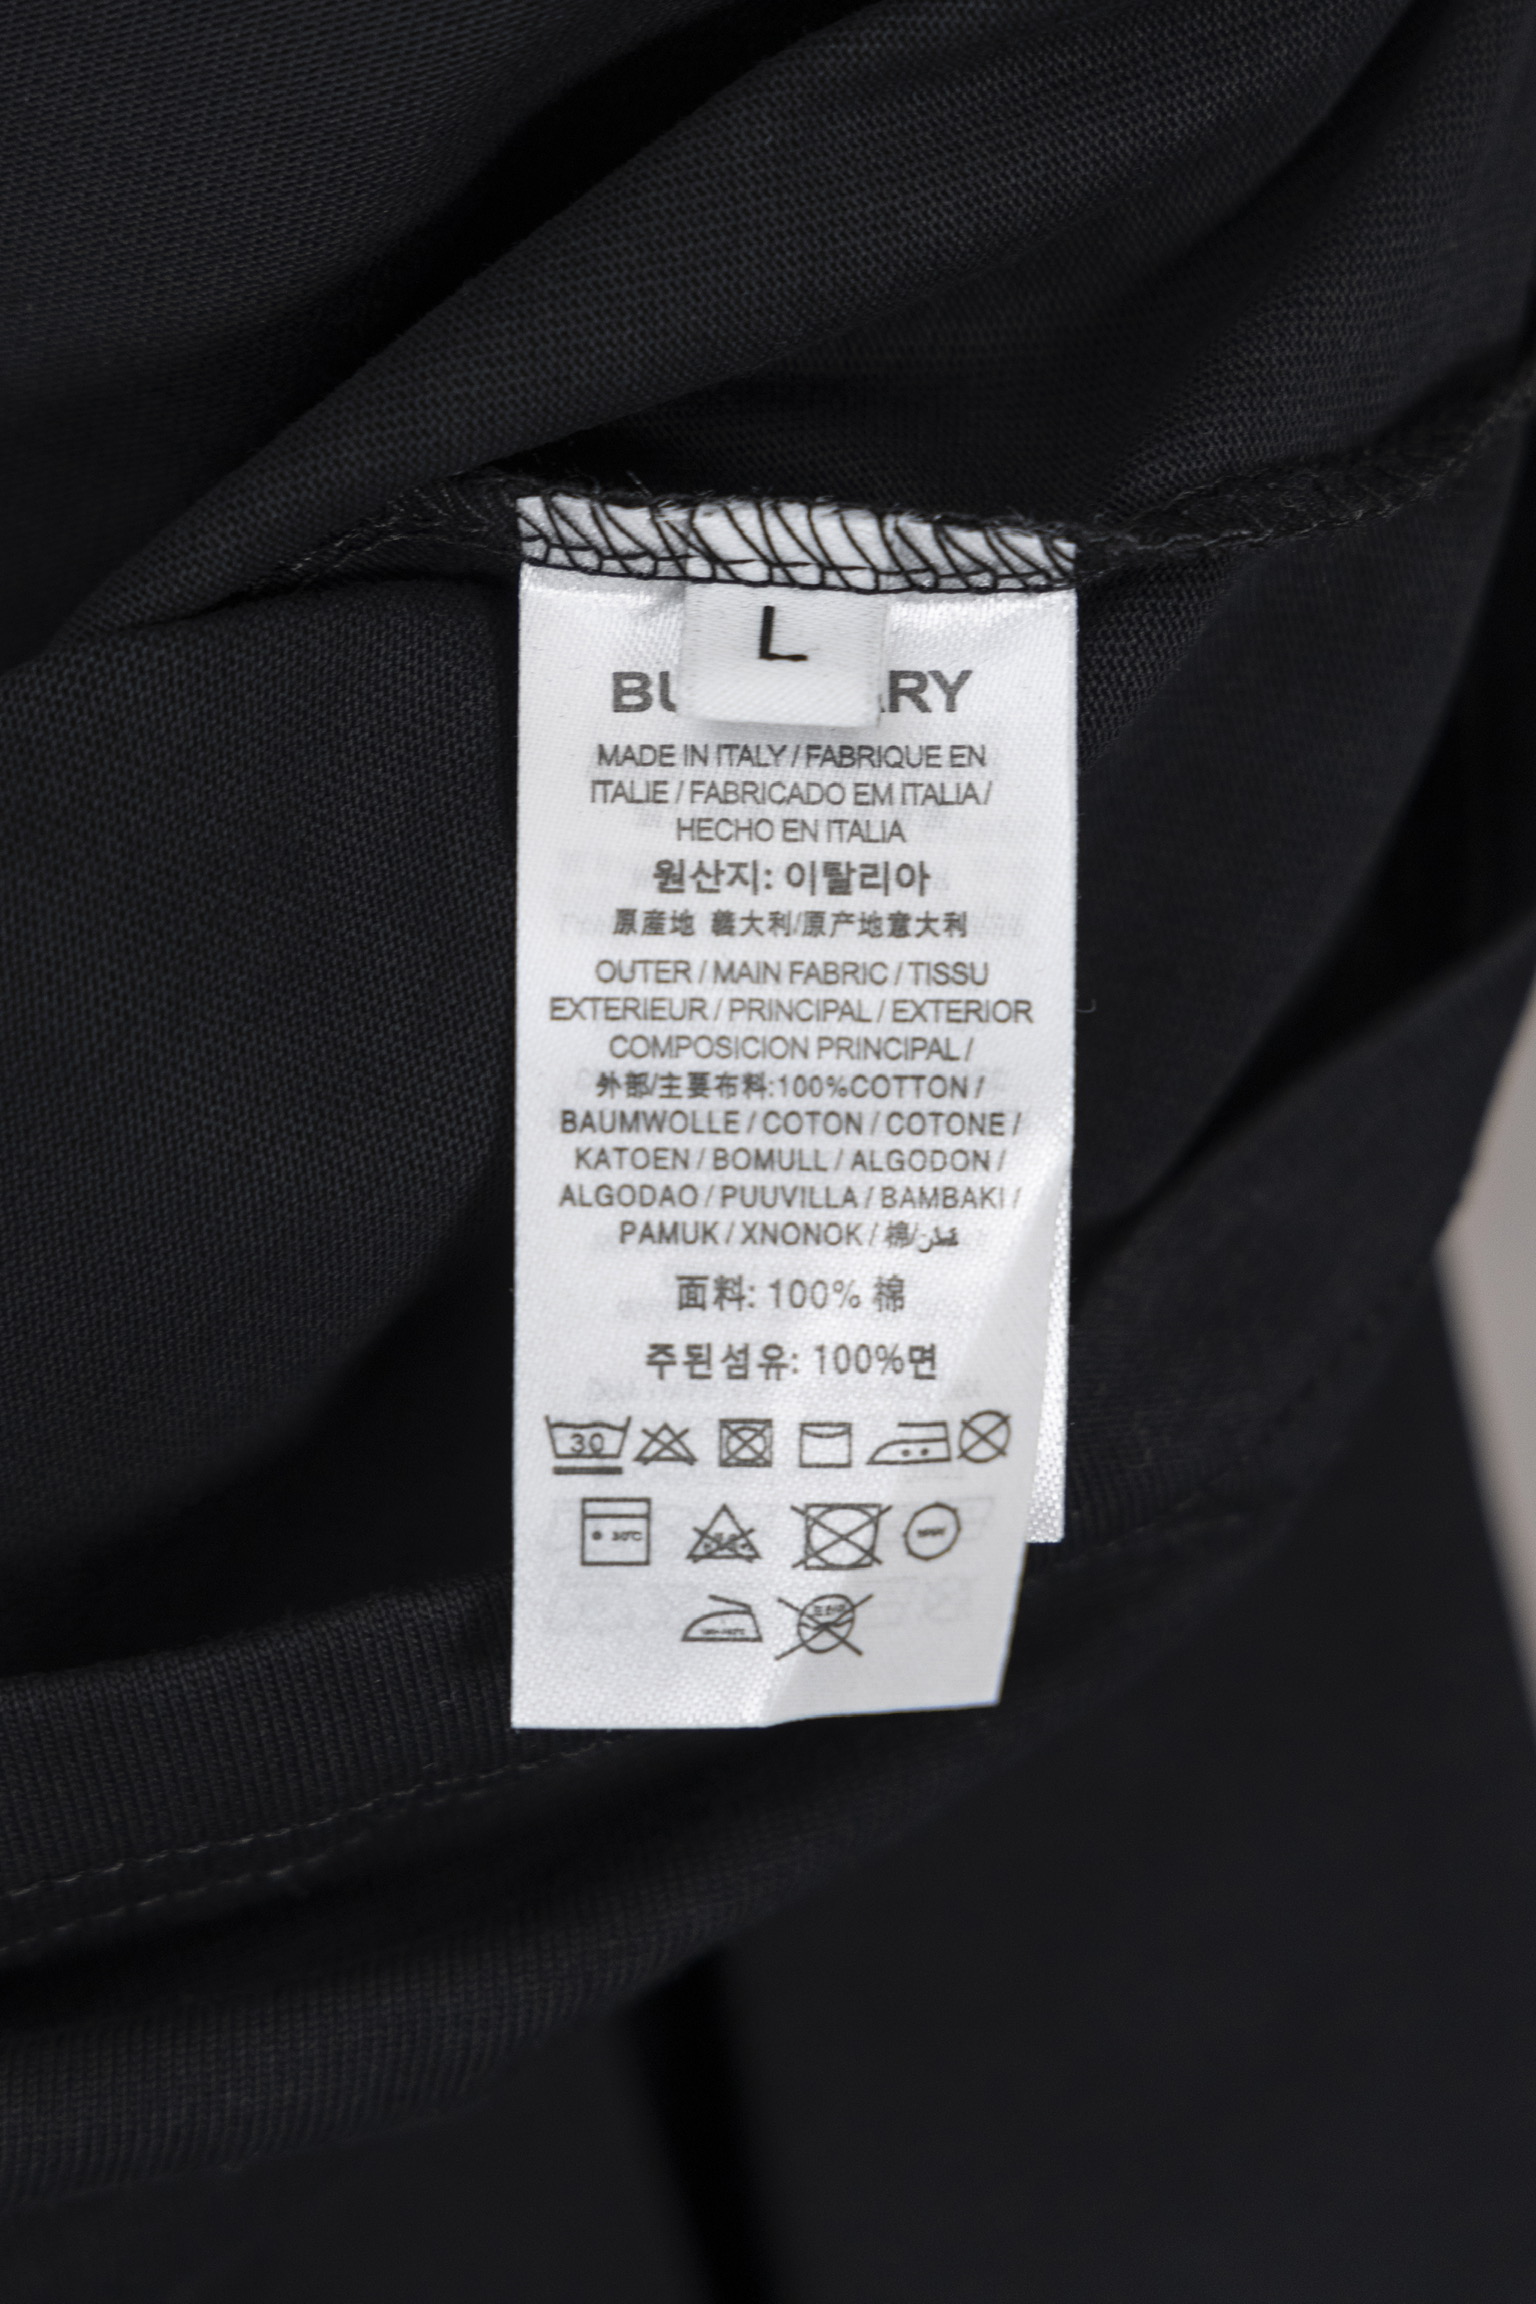 L
BU RY
MADE IN ITALY / FABRIQUE EN
ITALIE / FABRICADO EM ITALIA /
HECHO EN ITALIA
원산지: 이탈리아
原產地 義大利/原产地意大利
OUTER / MAIN FABRIC / TISSU
EXTERIEUR / PRINCIPAL / EXTERIOR
COMPOSICION PRINCIPAL /
外部/主要布料:100%COTTON /
BAUMWOLLE / COTON / COTONE /
KATOEN / BOMULL / ALGODON /
ALGODAO / PUUVILLA / BAMBAKI /
PAMUK / XNONOK / 棉/
面料: 100% 棉
주된섬유: 100%면
30